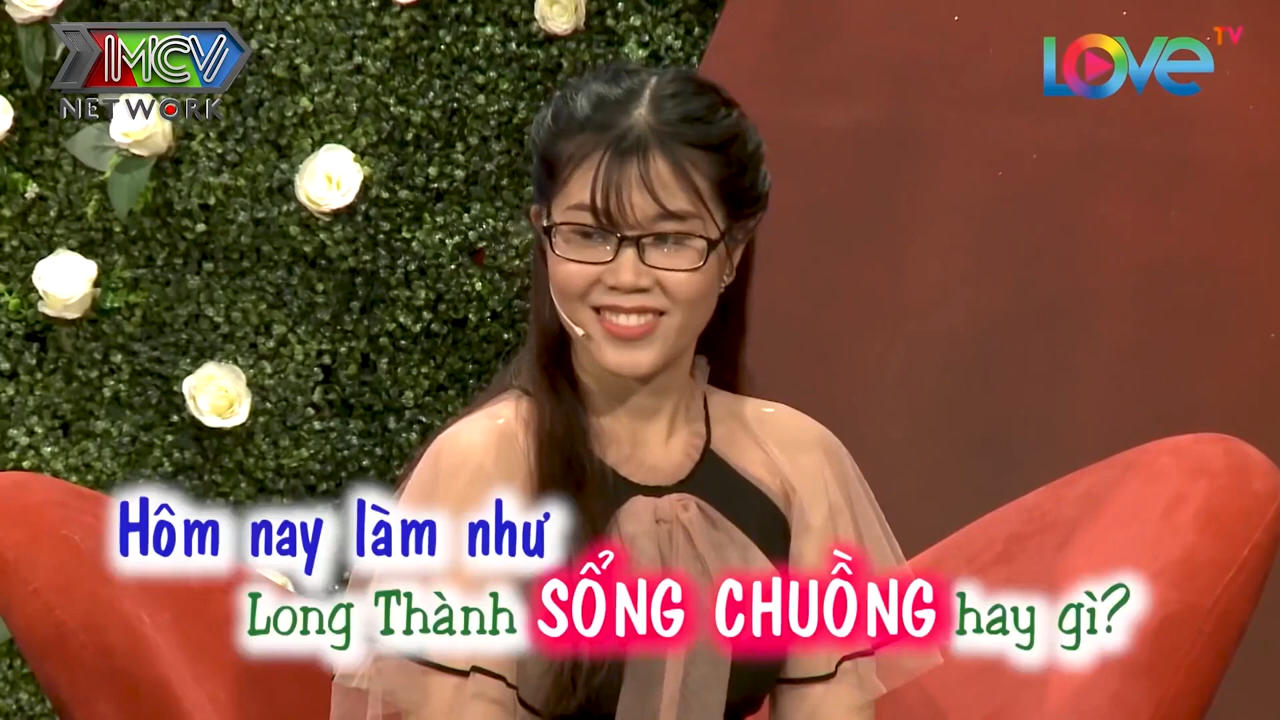 MCV
NETWORK
LOVE TV
Hôm nay làm như
Long Thành SỔNG CHUỒNG hay gì?